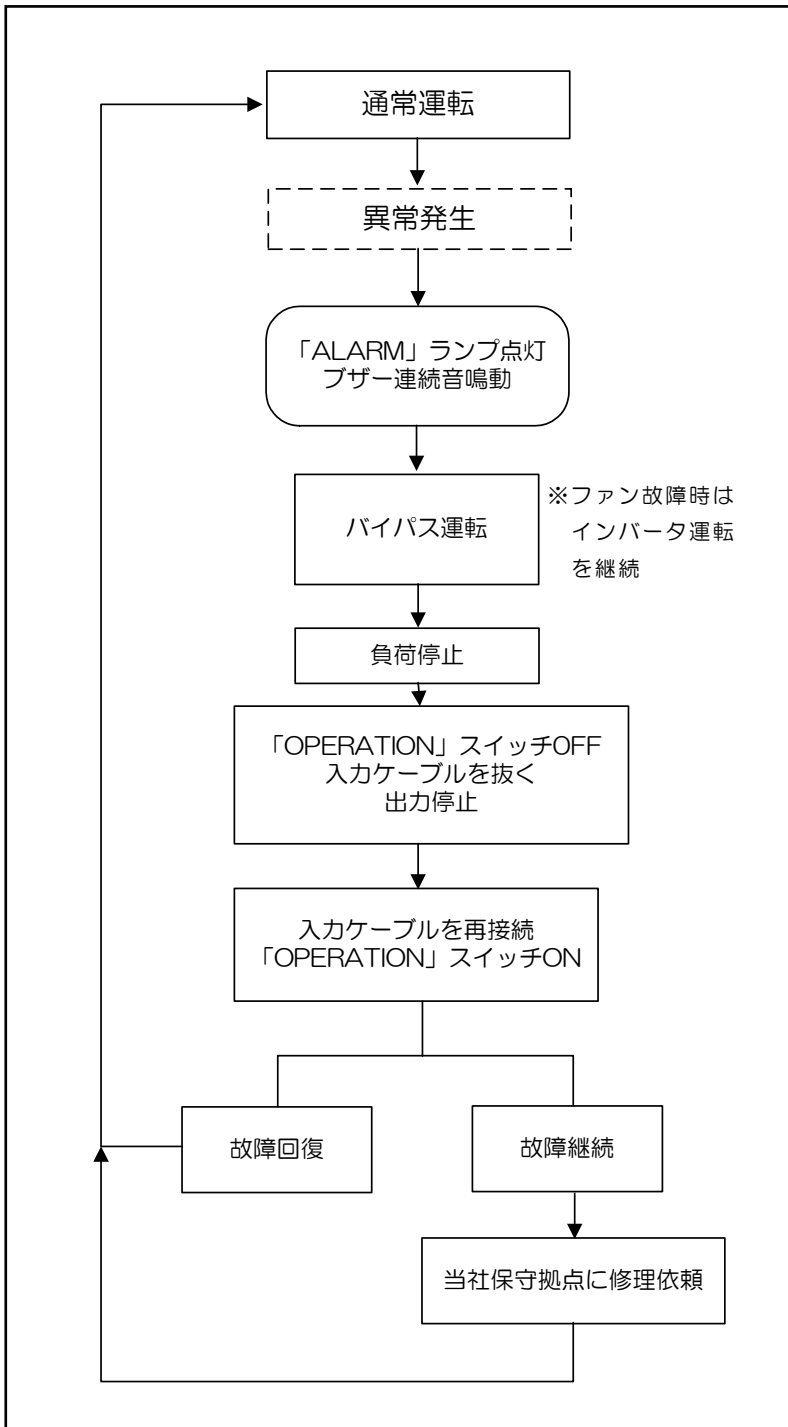 通常運転
異常発生
「ALARM」ランプ点灯
ブザー連続音鳴動
バイパス運転
※ファン故障時は
インバータ運転
を継続
負荷停止
「OPERATION」スイッチOFF
入力ケーブルを抜く
出力停止
入力ケーブルを再接続
「OPERATION」スイッチON
故障回復
故障継続
当社保守拠点に修理依頼